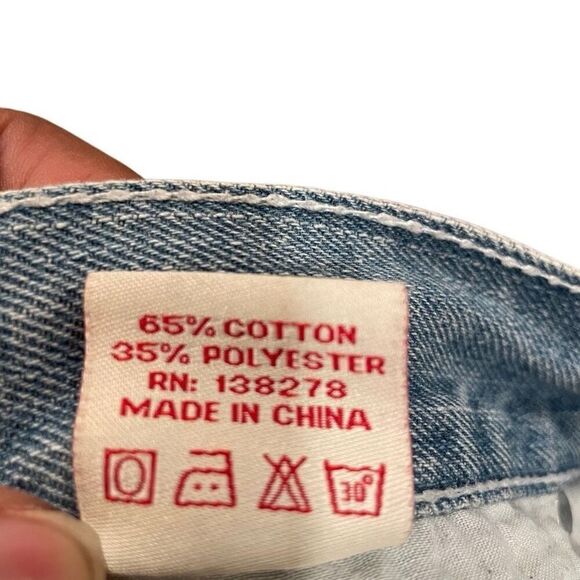 65% COTTON
35% POLYESTER
RN: 138278
MADE IN CHINA
30°